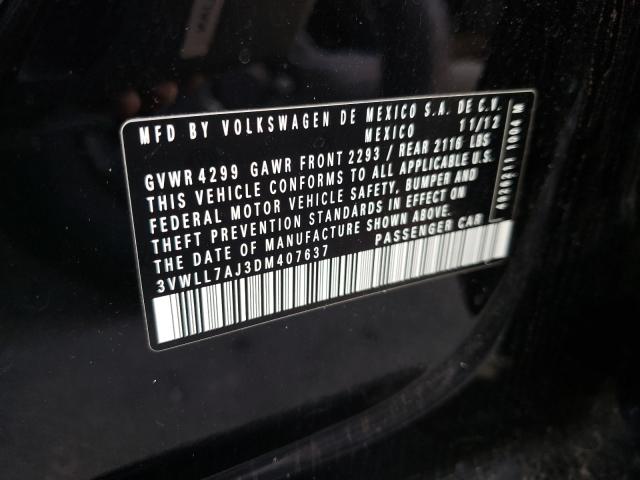 MFD BY VOLKSWAGEN DE MEXICO S.A. DE C.V.
MEXICO 11/12
GVWR 4299 GAWR FRONT 2293 / REAR 2116 LBS
THIS VEHICLE CONFORMS TO ALL APPLICABLE U.S.
FEDERAL MOTOR VEHICLE SAFETY, BUMPER AND
THEFT PREVENTION STANDARDS IN EFFECT ON
THE DATE OF MANUFACTURE SHOWN ABOVE.
3VWLL7AJ3DM407637 PASSENGER CAR